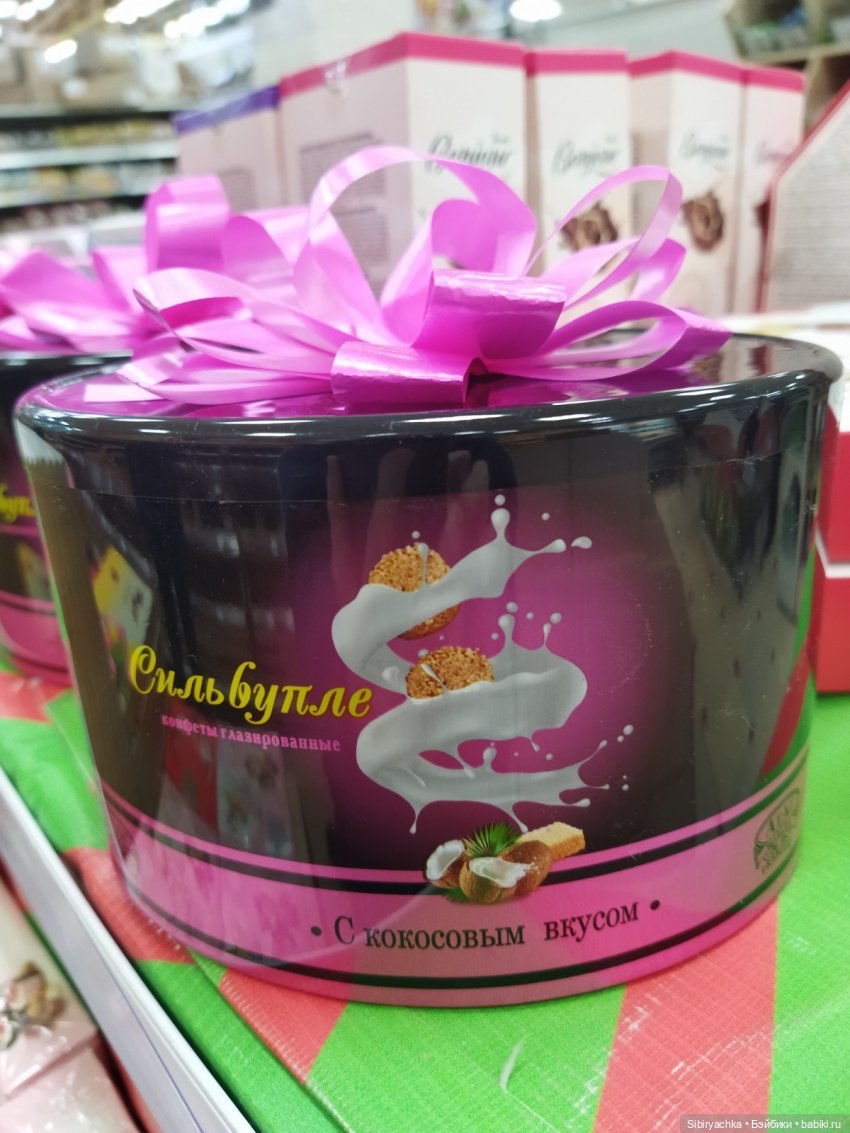 Сильвупле
конфеты глазированные
• С кокосовым вкусом •
Sibiryachka • Бэйбики • babiki.ru